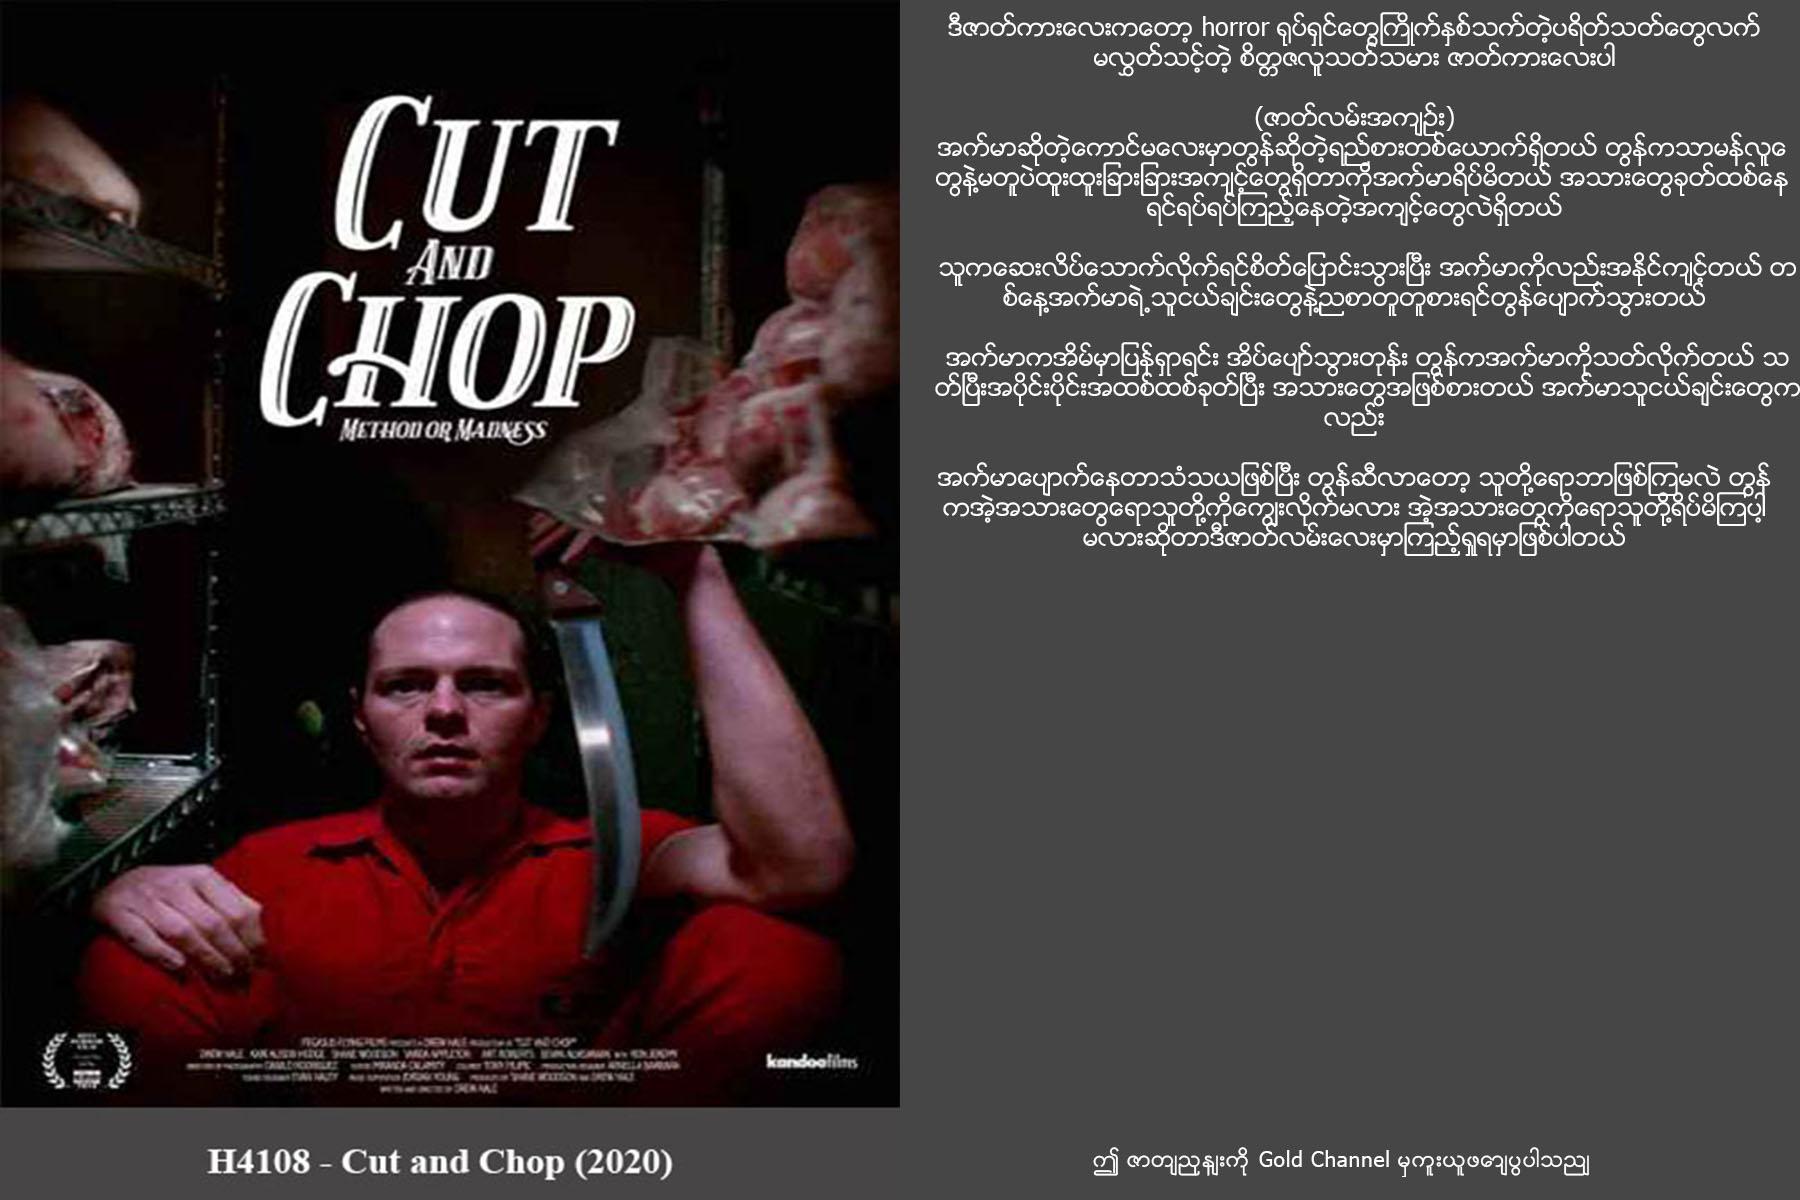 CUT
AND
CHOP
METHOD OR MADNESS
kandoofilms
H4108 - Cut and Chop (2020)
ဒီဇာတ်ကားလေးကတော့ horror ရုပ်ရှင်တွေကြိုက်နှစ်သက်တဲ့ပရိတ်သတ်တွေလက်
မလွှတ်သင့်တဲ့ စိတ္တဇလူသတ်သမား ဇာတ်ကားလေးပါ
(ဇာတ်လမ်းအကျဉ်း)
အက်မာဆိုတဲ့ကောင်မလေးမှာတွန်ဆိုတဲ့ရည်စားတစ်ယောက်ရှိတယ် တွန်ကသာမန်လူေ
တွနဲ့မတူပဲထူးထူးခြားခြားအကျင့်တွေရှိတာကိုအက်မာရိပ်မိတယ် အသားတွေခုတ်ထစ်နေ
ရင်ရပ်ရပ်ကြည့်နေတဲ့အကျင့်တွေလဲရှိတယ်
သူကဆေးလိပ်သောက်လိုက်ရင်စိတ်ပြောင်းသွားပြီး အက်မာကိုလည်းအနိုင်ကျင့်တယ် တ
စ်နေ့အက်မာရဲ့သူငယ်ချင်းတွေနဲ့ညစာတူတူစားရင်တွန်ပျောက်သွားတယ်
အက်မာကအိမ်မှာပြန်ရှာရင်း အိပ်ပျော်သွားတုန်း တွန်ကအက်မာကိုသတ်လိုက်တယ် သ
တ်ပြီးအပိုင်းပိုင်းအထစ်ထစ်ခုတ်ပြီး အသားတွေအဖြစ်စားတယ် အက်မာသူငယ်ချင်းတွေက
လည်း
အက်မာပျောက်နေတာသံသယဖြစ်ပြီး တွန်ဆီလာတော့ သူတို့ရောဘာဖြစ်ကြမလဲ တွန်
ကအဲ့အသားတွေရောသူတို့ကိုကျွေးလိုက်မလား အဲ့အသားတွေကိုရောသူတို့ရိပ်မိကြပါ့
မလားဆိုတာဒီဇာတ်လမ်းလေးမှာကြည့်ရှုရမှာဖြစ်ပါတယ်
ဤ ဇာတျညှနျးကို Gold Channel မှကူးယူဖျောပွပါသညျ